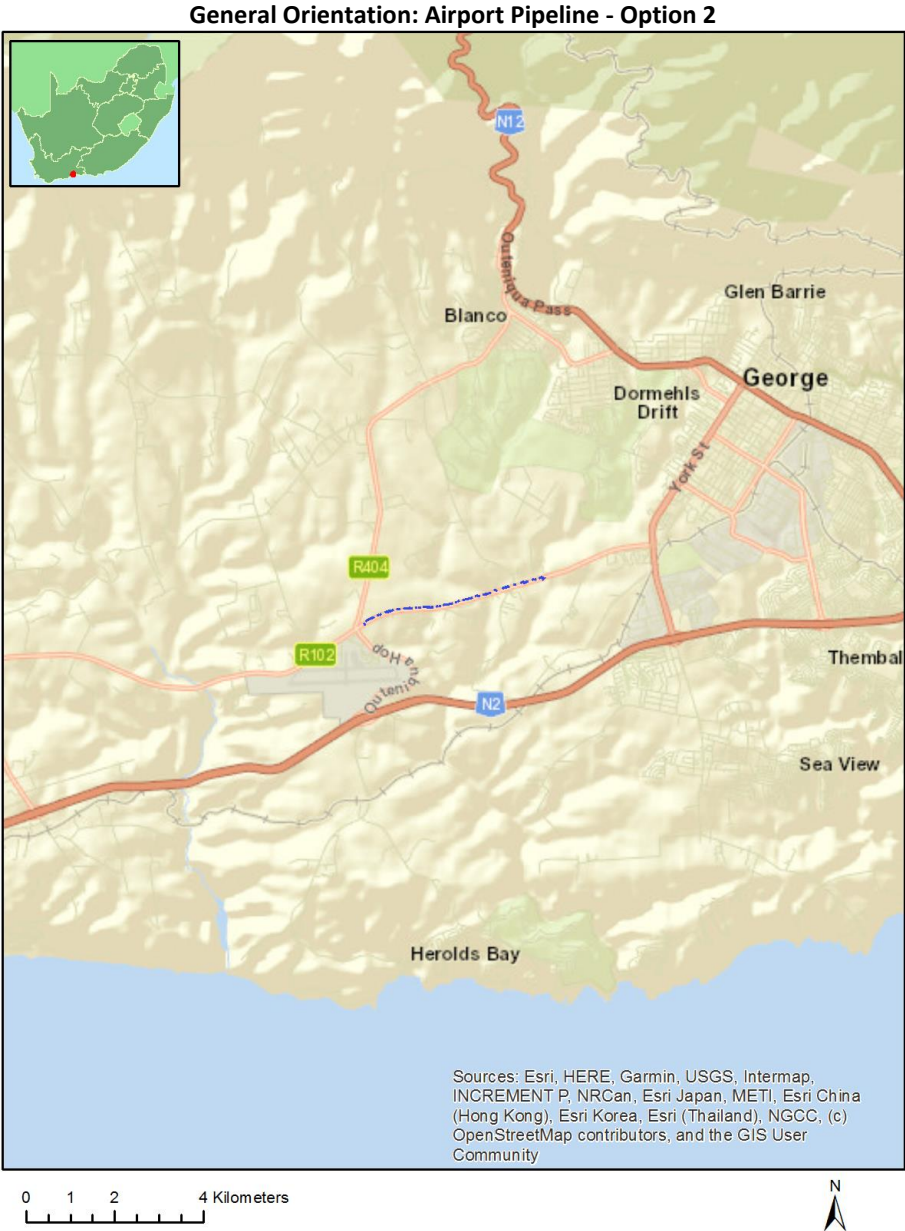 General Orientation: Airport Pipeline - Option 2
N12
Outeniqua Pass
Glen Barrie
Blanco
George
Dormehls
Drift
York St
R404
R102
Outeniqua Hop
N2
Thembal
Sea View
Herolds Bay
Sources: Esri, HERE, Garmin, USGS, Intermap,
INCREMENT P, NRCan, Esri Japan, METI, Esri China
(Hong Kong), Esri Korea, Esri (Thailand), NGCC, (c)
OpenStreetMap contributors, and the GIS User
Community
0 1 2 4 Kilometers
N